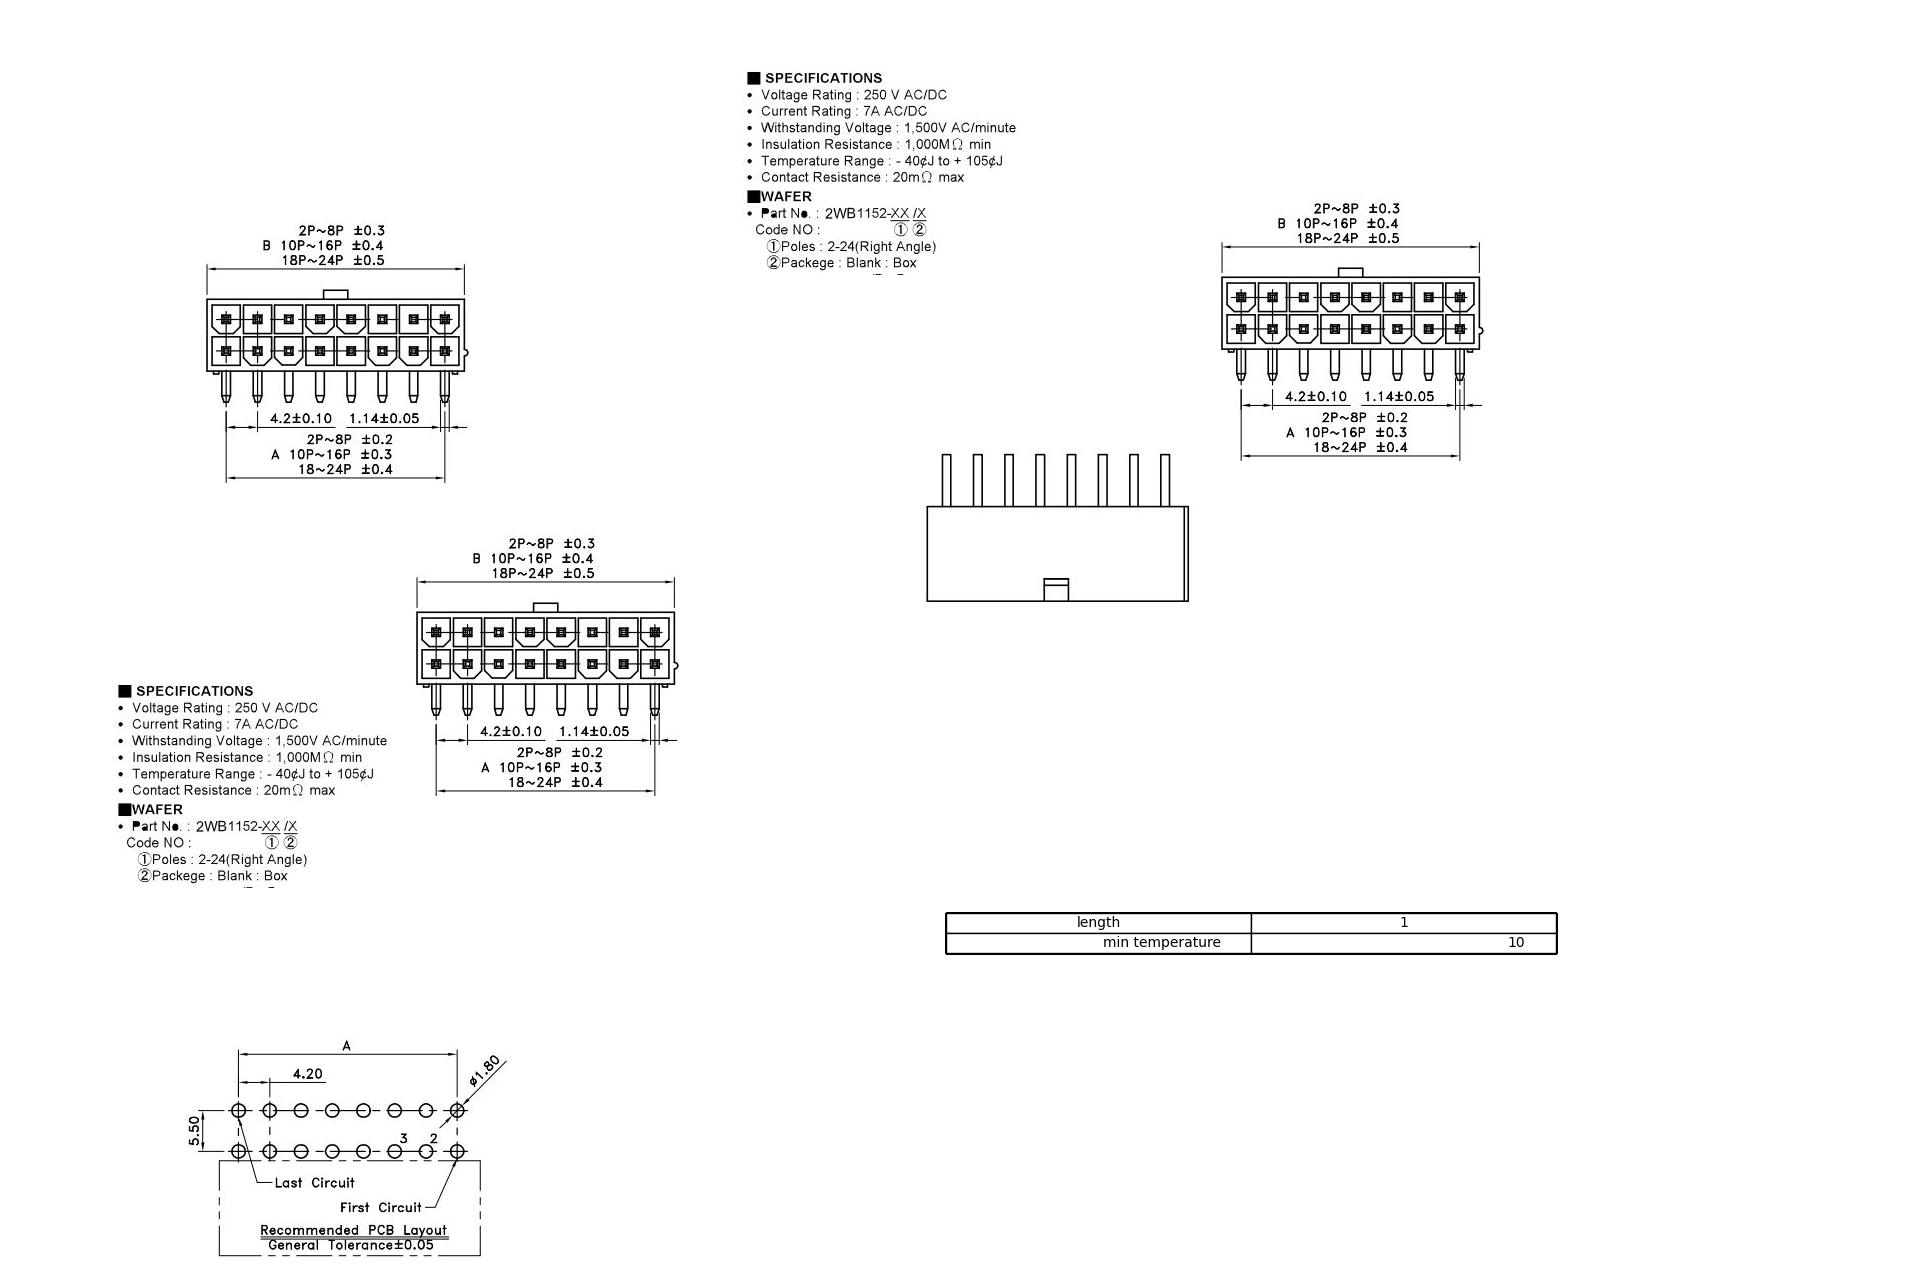 ■ SPECIFICATIONS
• Voltage Rating : 250 V AC/DC
• Current Rating : 7A AC/DC
• Withstanding Voltage : 1,500V AC/minute
• Insulation Resistance : 1,000MΩ min
• Temperature Range : - 40¢J to + 105¢J
• Contact Resistance : 20mΩ max
■WAFER
• Part No. : 2WB1152-XX /X
Code NO : ① ②
①Poles : 2-24(Right Angle)
②Packege : Blank : Box
2P~8P ±0.3
B 10P~16P ±0.4
18P~24P ±0.5
4.2±0.10 1.14±0.05
2P~8P ±0.2
A 10P~16P ±0.3
18~24P ±0.4
2P~8P ±0.3
B 10P~16P ±0.4
18P~24P ±0.5
4.2±0.10 1.14±0.05
2P~8P ±0.2
A 10P~16P ±0.3
18~24P ±0.4
2P~8P ±0.3
B 10P~16P ±0.4
18P~24P ±0.5
4.2±0.10 1.14±0.05
2P~8P ±0.2
A 10P~16P ±0.3
18~24P ±0.4
■ SPECIFICATIONS
• Voltage Rating : 250 V AC/DC
• Current Rating : 7A AC/DC
• Withstanding Voltage : 1,500V AC/minute
• Insulation Resistance : 1,000MΩ min
• Temperature Range : - 40¢J to + 105¢J
• Contact Resistance : 20mΩ max
■WAFER
• Part No. : 2WB1152-XX /X
Code NO : ① ②
①Poles : 2-24(Right Angle)
②Packege : Blank : Box
length 1
min temperature 10
A
4.20
ø1.80
5.50
3 2
Last Circuit
First Circuit
Recommended PCB Layout
General Tolerance±0.05